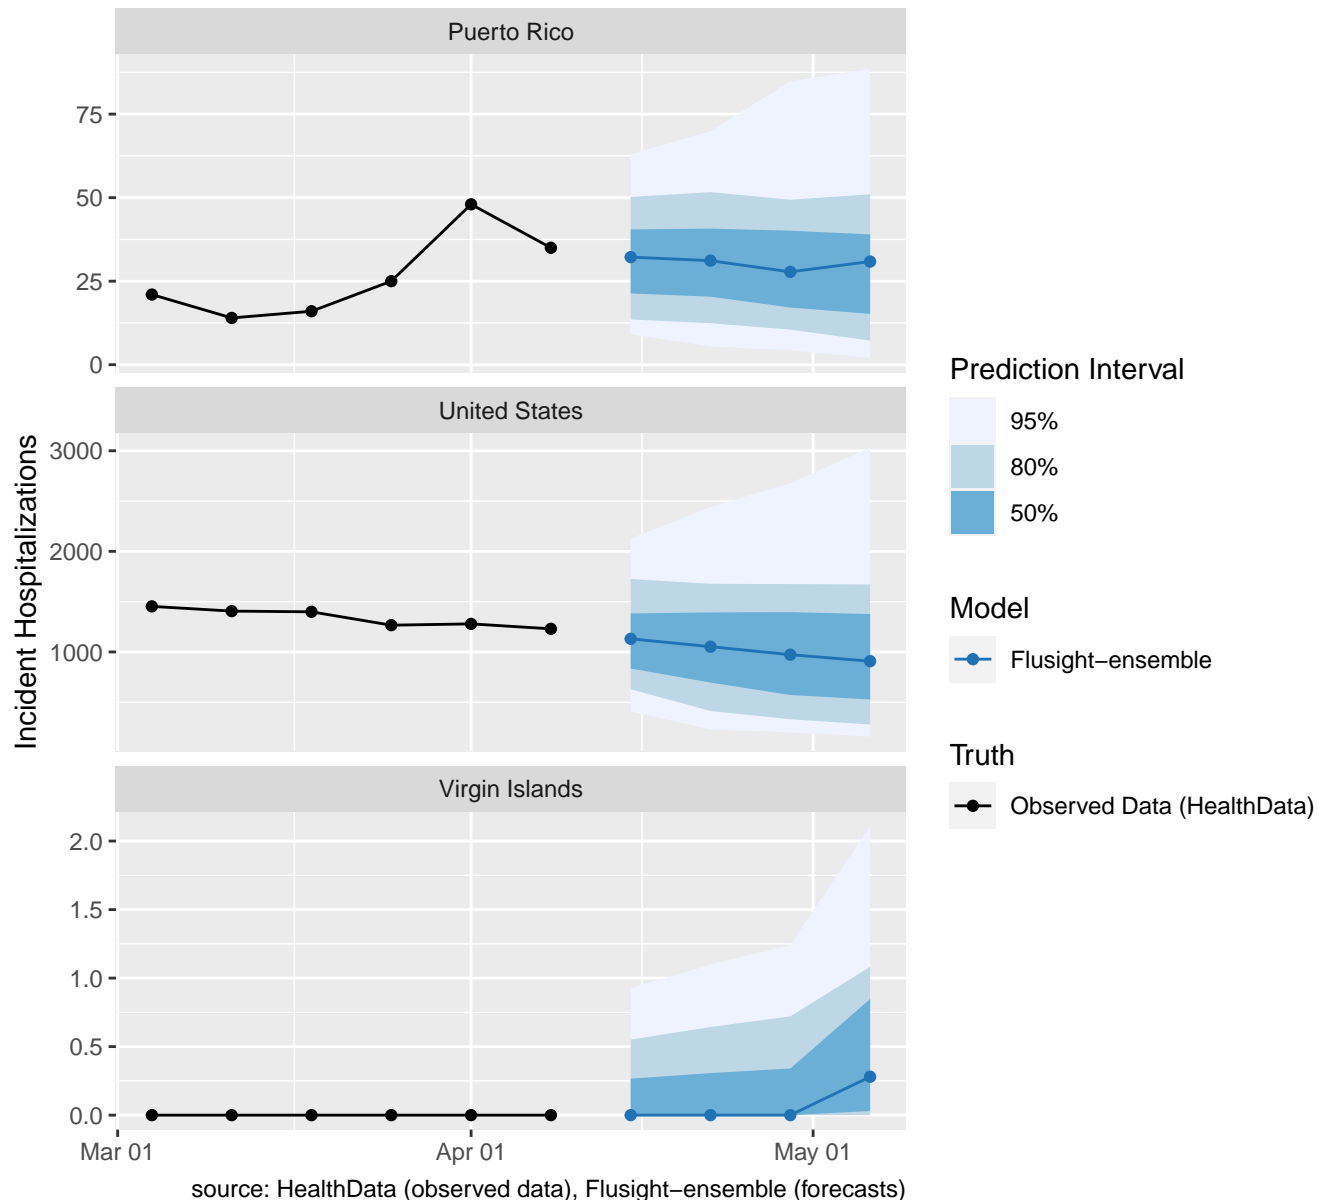 Puerto Rico
75
50
25
0
United States
3000
2000
1000
Virgin Islands
2.0
1.5
1.0
0.5
0.0
Mar 01
Apr 01
May 01
Incident Hospitalizations
source: HealthData (observed data), Flusight−ensemble (forecasts)
Prediction Interval
95%
80%
50%
Model
Flusight−ensemble
Truth
Observed Data (HealthData)